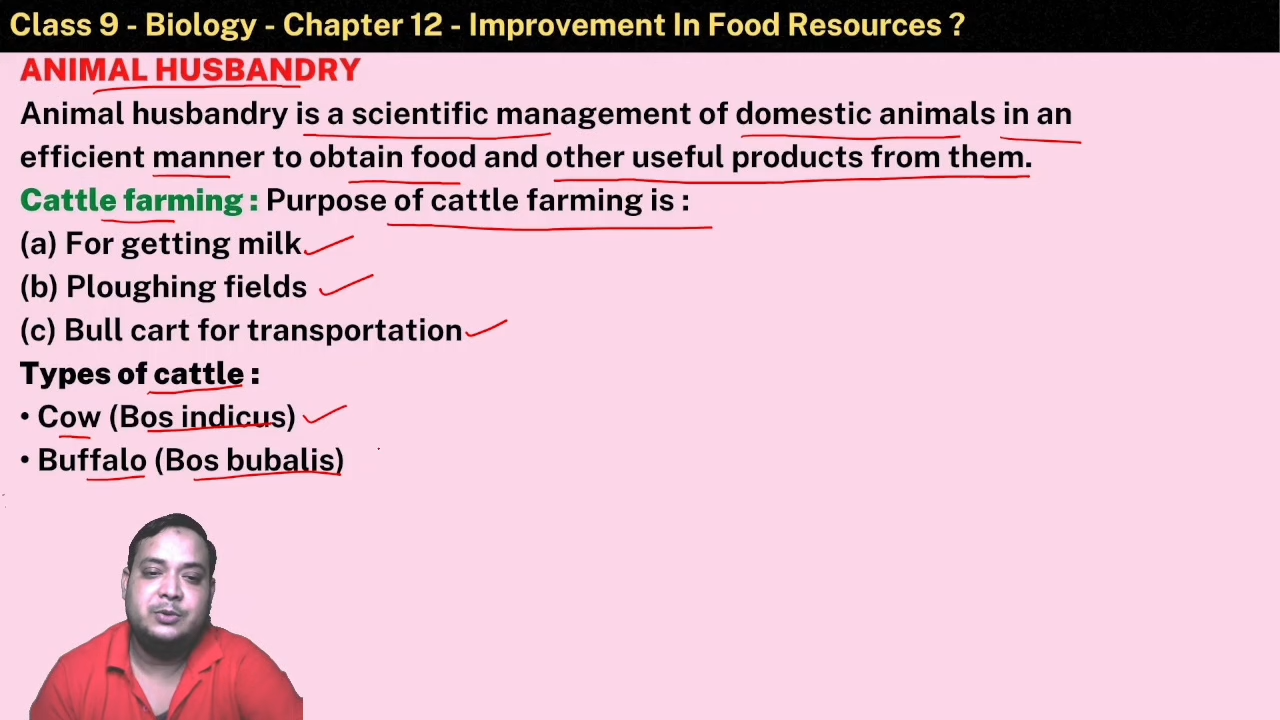 Class 9 - Biology - Chapter 12 - Improvement In Food Resources ?
ANIMAL HUSBANDRY
Animal husbandry is a scientific management of domestic animals in an
efficient manner to obtain food and other useful products from them.
Cattle farming : Purpose of cattle farming is :
(a) For getting milk
(b) Ploughing fields
(c) Bull cart for transportation
Types of cattle :
• Cow (Bos indicus)
• Buffalo (Bos bubalis)